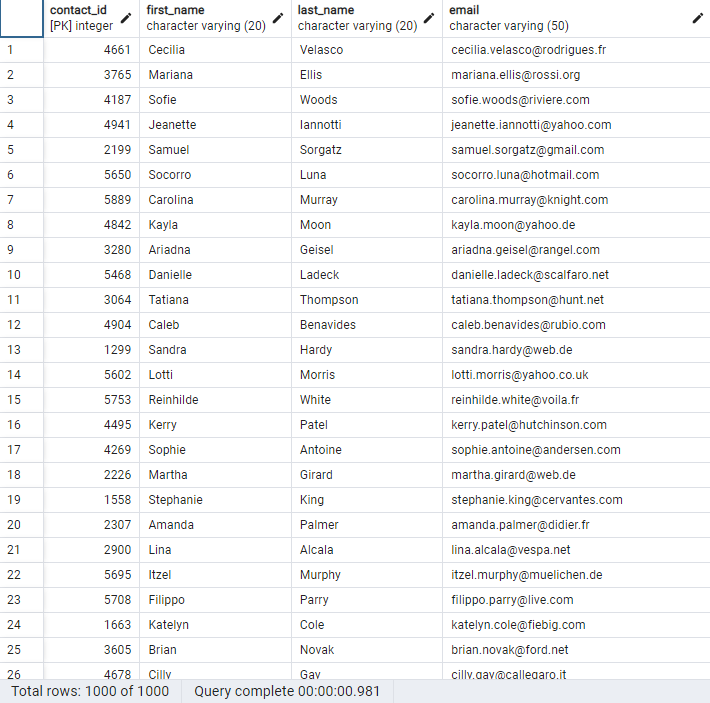 contact_id first_name last_name email
[PK] integer character varying (20) character varying (20) character varying (50)
1 4661 Cecilia Velasco cecilia.velasco@rodrigues.fr
2 3765 Mariana Ellis mariana.ellis@rossi.org
3 4187 Sofie Woods sofie.woods@riviere.com
4 4941 Jeanette Iannotti jeanette.iannotti@yahoo.com
5 2199 Samuel Sorgatz samuel.sorgatz@gmail.com
6 5650 Socorro Luna socorro.luna@hotmail.com
7 5889 Carolina Murray carolina.murray@knight.com
8 4842 Kayla Moon kayla.moon@yahoo.de
9 3280 Ariadna Geisel ariadna.geisel@rangel.com
10 5468 Danielle Ladeck danielle.ladeck@scalfaro.net
11 3064 Tatiana Thompson tatiana.thompson@hunt.net
12 4904 Caleb Benavides caleb.benavides@rubio.com
13 1299 Sandra Hardy sandra.hardy@web.de
14 5602 Lotti Morris lotti.morris@yahoo.co.uk
15 5753 Reinhilde White reinhilde.white@voila.fr
16 4495 Kerry Patel kerry.patel@hutchinson.com
17 4269 Sophie Antoine sophie.antoine@andersen.com
18 2226 Martha Girard martha.girard@web.de
19 1558 Stephanie King stephanie.king@cervantes.com
20 2307 Amanda Palmer amanda.palmer@didier.fr
21 2900 Lina Alcala lina.alcala@vespa.net
22 5695 Itzel Murphy itzel.murphy@muelichen.de
23 5708 Filippo Parry filippo.parry@live.com
24 1663 Katelyn Cole katelyn.cole@fiebig.com
25 3605 Brian Novak brian.novak@ford.net
26 4678 Cilly Gay cilly.gay@callegaro.it
Total rows: 1000 of 1000 Query complete 00:00:00.981